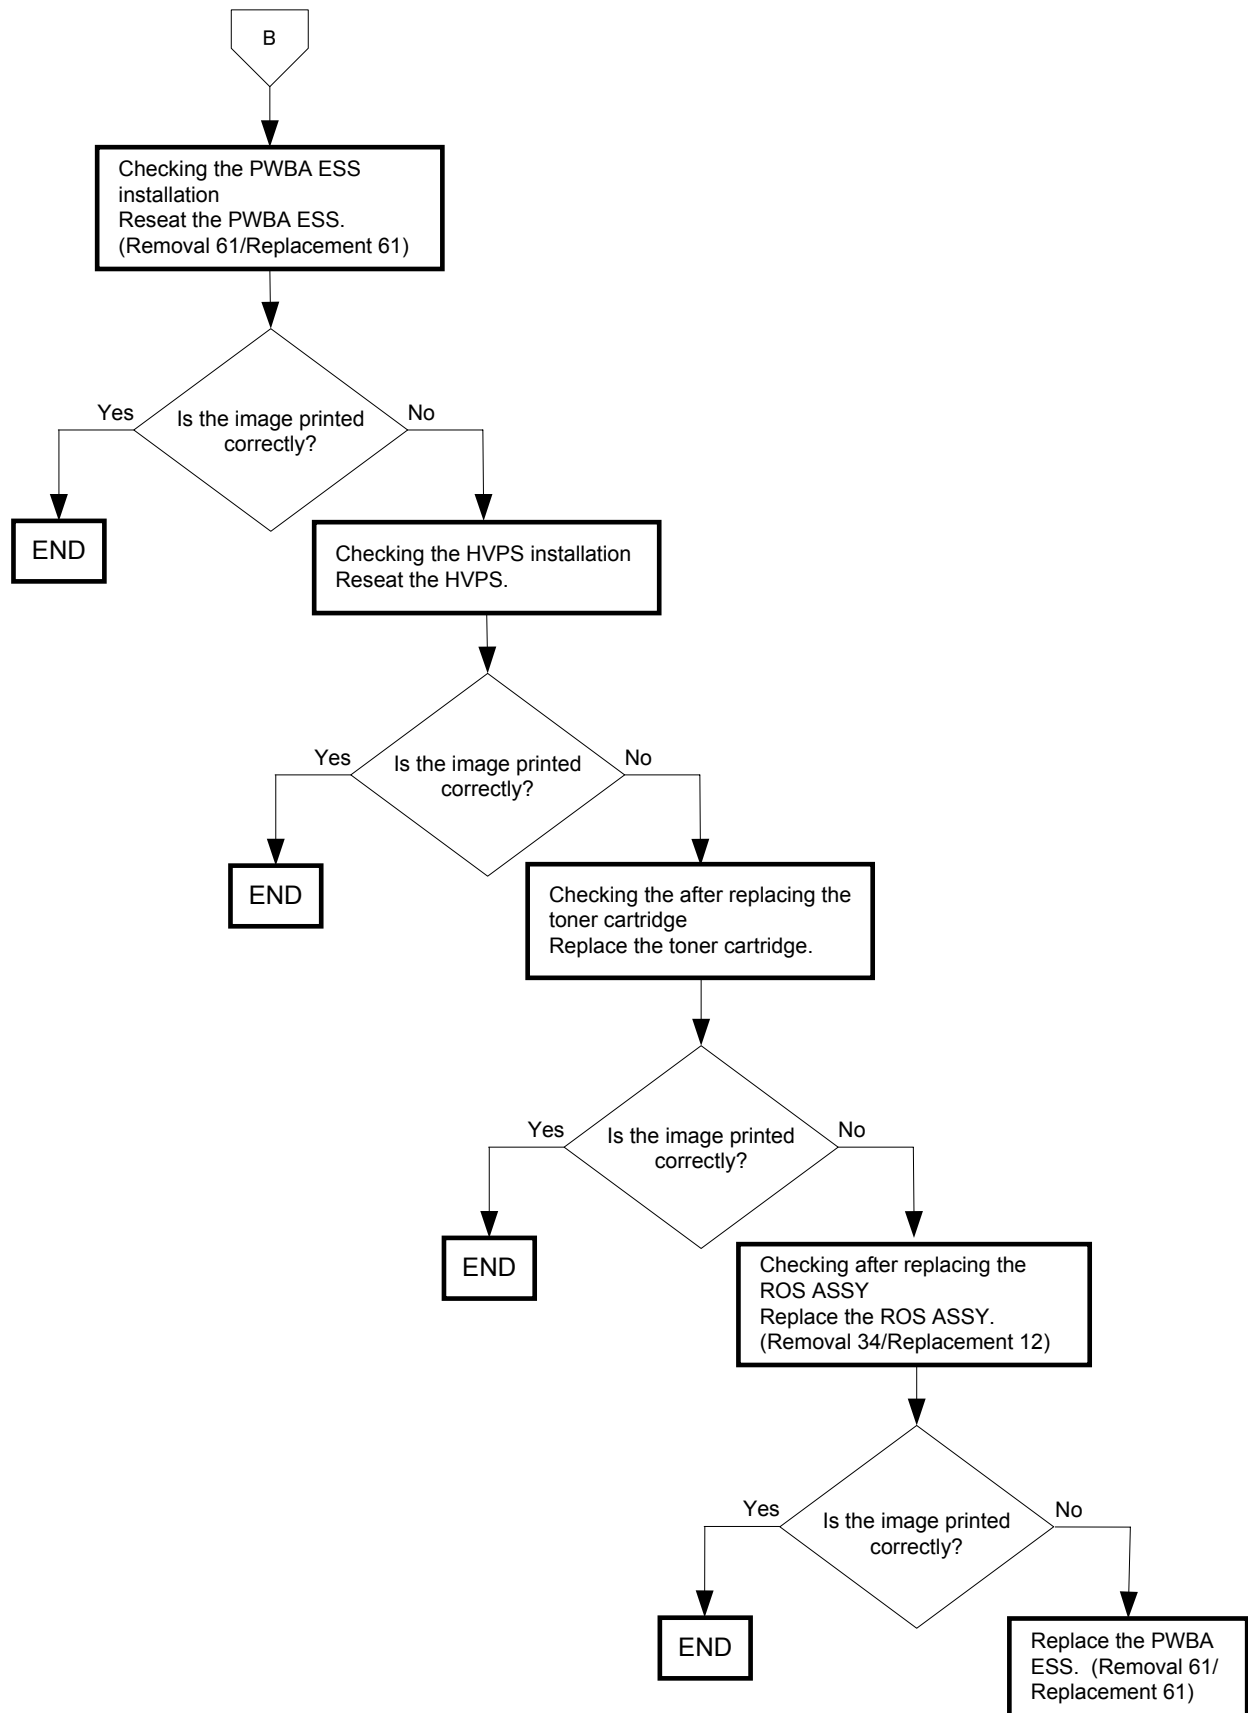 B
Checking the PWBA ESS
installation
Reseat the PWBA ESS.
(Removal 61/Replacement 61)
Yes
Is the image printed
correctly?
No
END
Checking the HVPS installation
Reseat the HVPS.
Yes
Is the image printed
correctly?
No
END
Checking the after replacing the
toner cartridge
Replace the toner cartridge.
Yes
Is the image printed
correctly?
No
END
Checking after replacing the
ROS ASSY
Replace the ROS ASSY.
(Removal 34/Replacement 12)
Yes
Is the image printed
correctly?
No
END
Replace the PWBA
ESS.  (Removal 61/
Replacement 61)